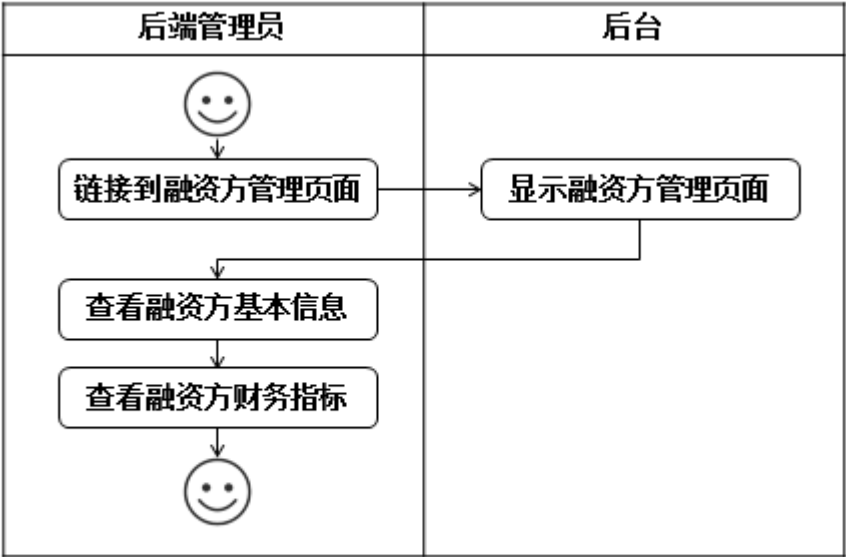 后端管理员
后台
链接到融资方管理页面
显示融资方管理页面
查看融资方基本信息
查看融资方财务指标